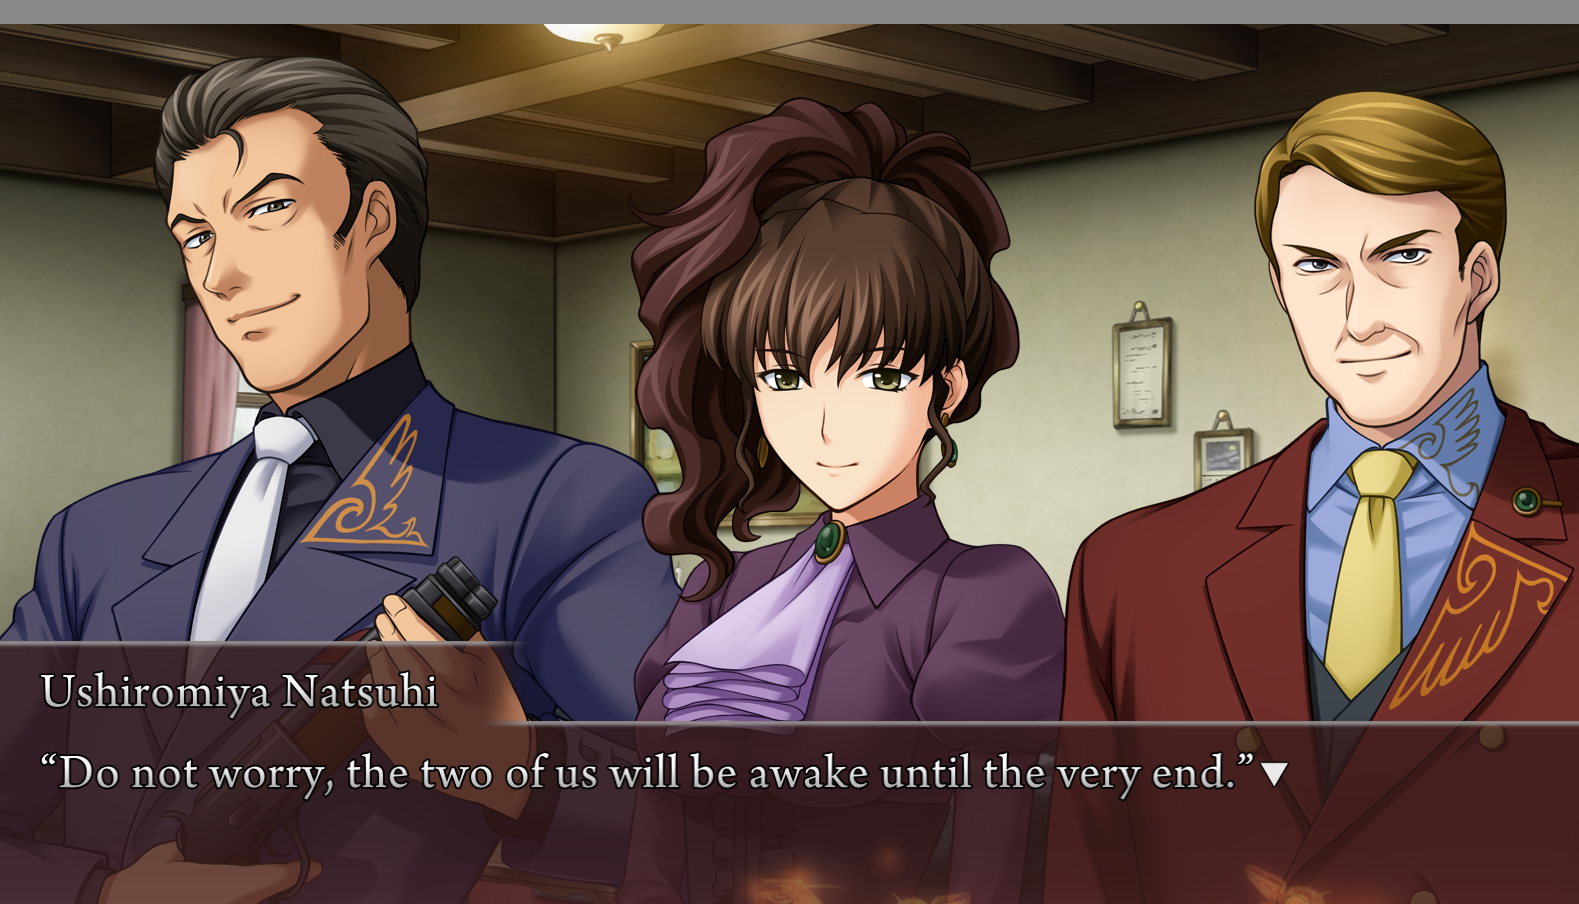 Ushiromiya Natsuhi
“Do not worry, the two of us will be awake until the very end.”▼